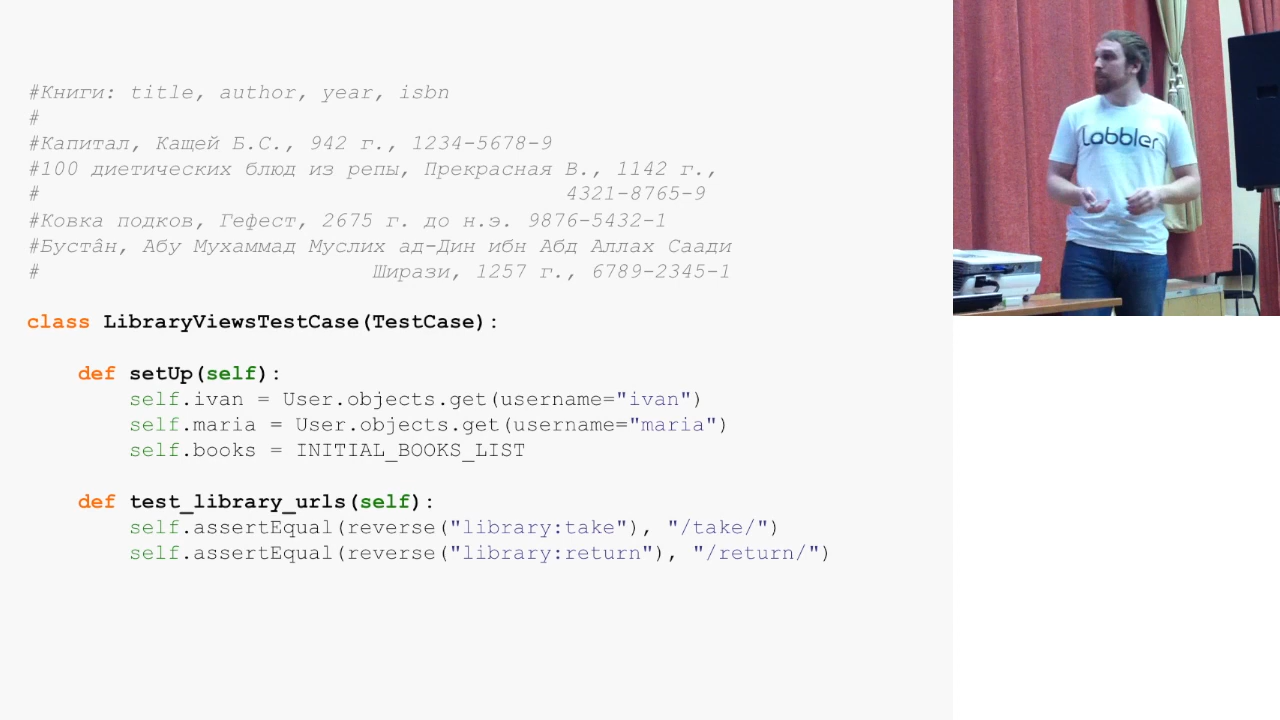 #Книги: title, author, year, isbn
#
#Капитал, Кащей Б.С., 942 г., 1234-5678-9
#100 диетических блюд из репы, Прекрасная В., 1142 г.,
# 4321-8765-9
#Ковка подков, Гефест, 2675 г. до н.э. 9876-5432-1
#Бустâн, Абу Мухаммад Муслих ад-Дин ибн Абд Аллах Саади
# Ширази, 1257 г., 6789-2345-1
class LibraryViewsTestCase(TestCase):
def setUp(self):
self.ivan = User.objects.get(username="ivan")
self.maria = User.objects.get(username="maria")
self.books = INITIAL_BOOKS_LIST
def test_library_urls(self):
self.assertEqual(reverse("library:take"), "/take/")
self.assertEqual(reverse("library:return"), "/return/")
Labbler